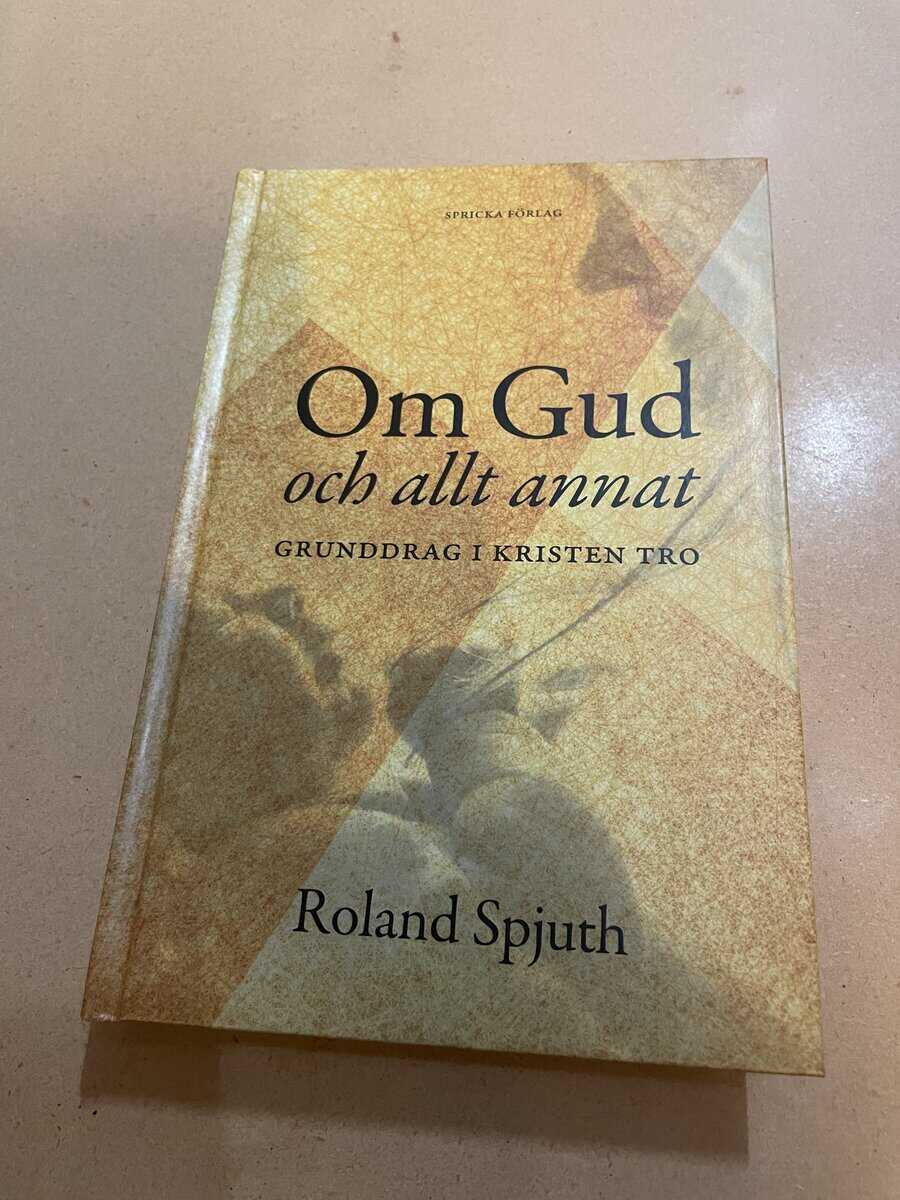 SPRICKA FÖRLAG
Om Gud
och allt annat
GRUNDDRAG I KRISTEN TRO
Roland Spjuth